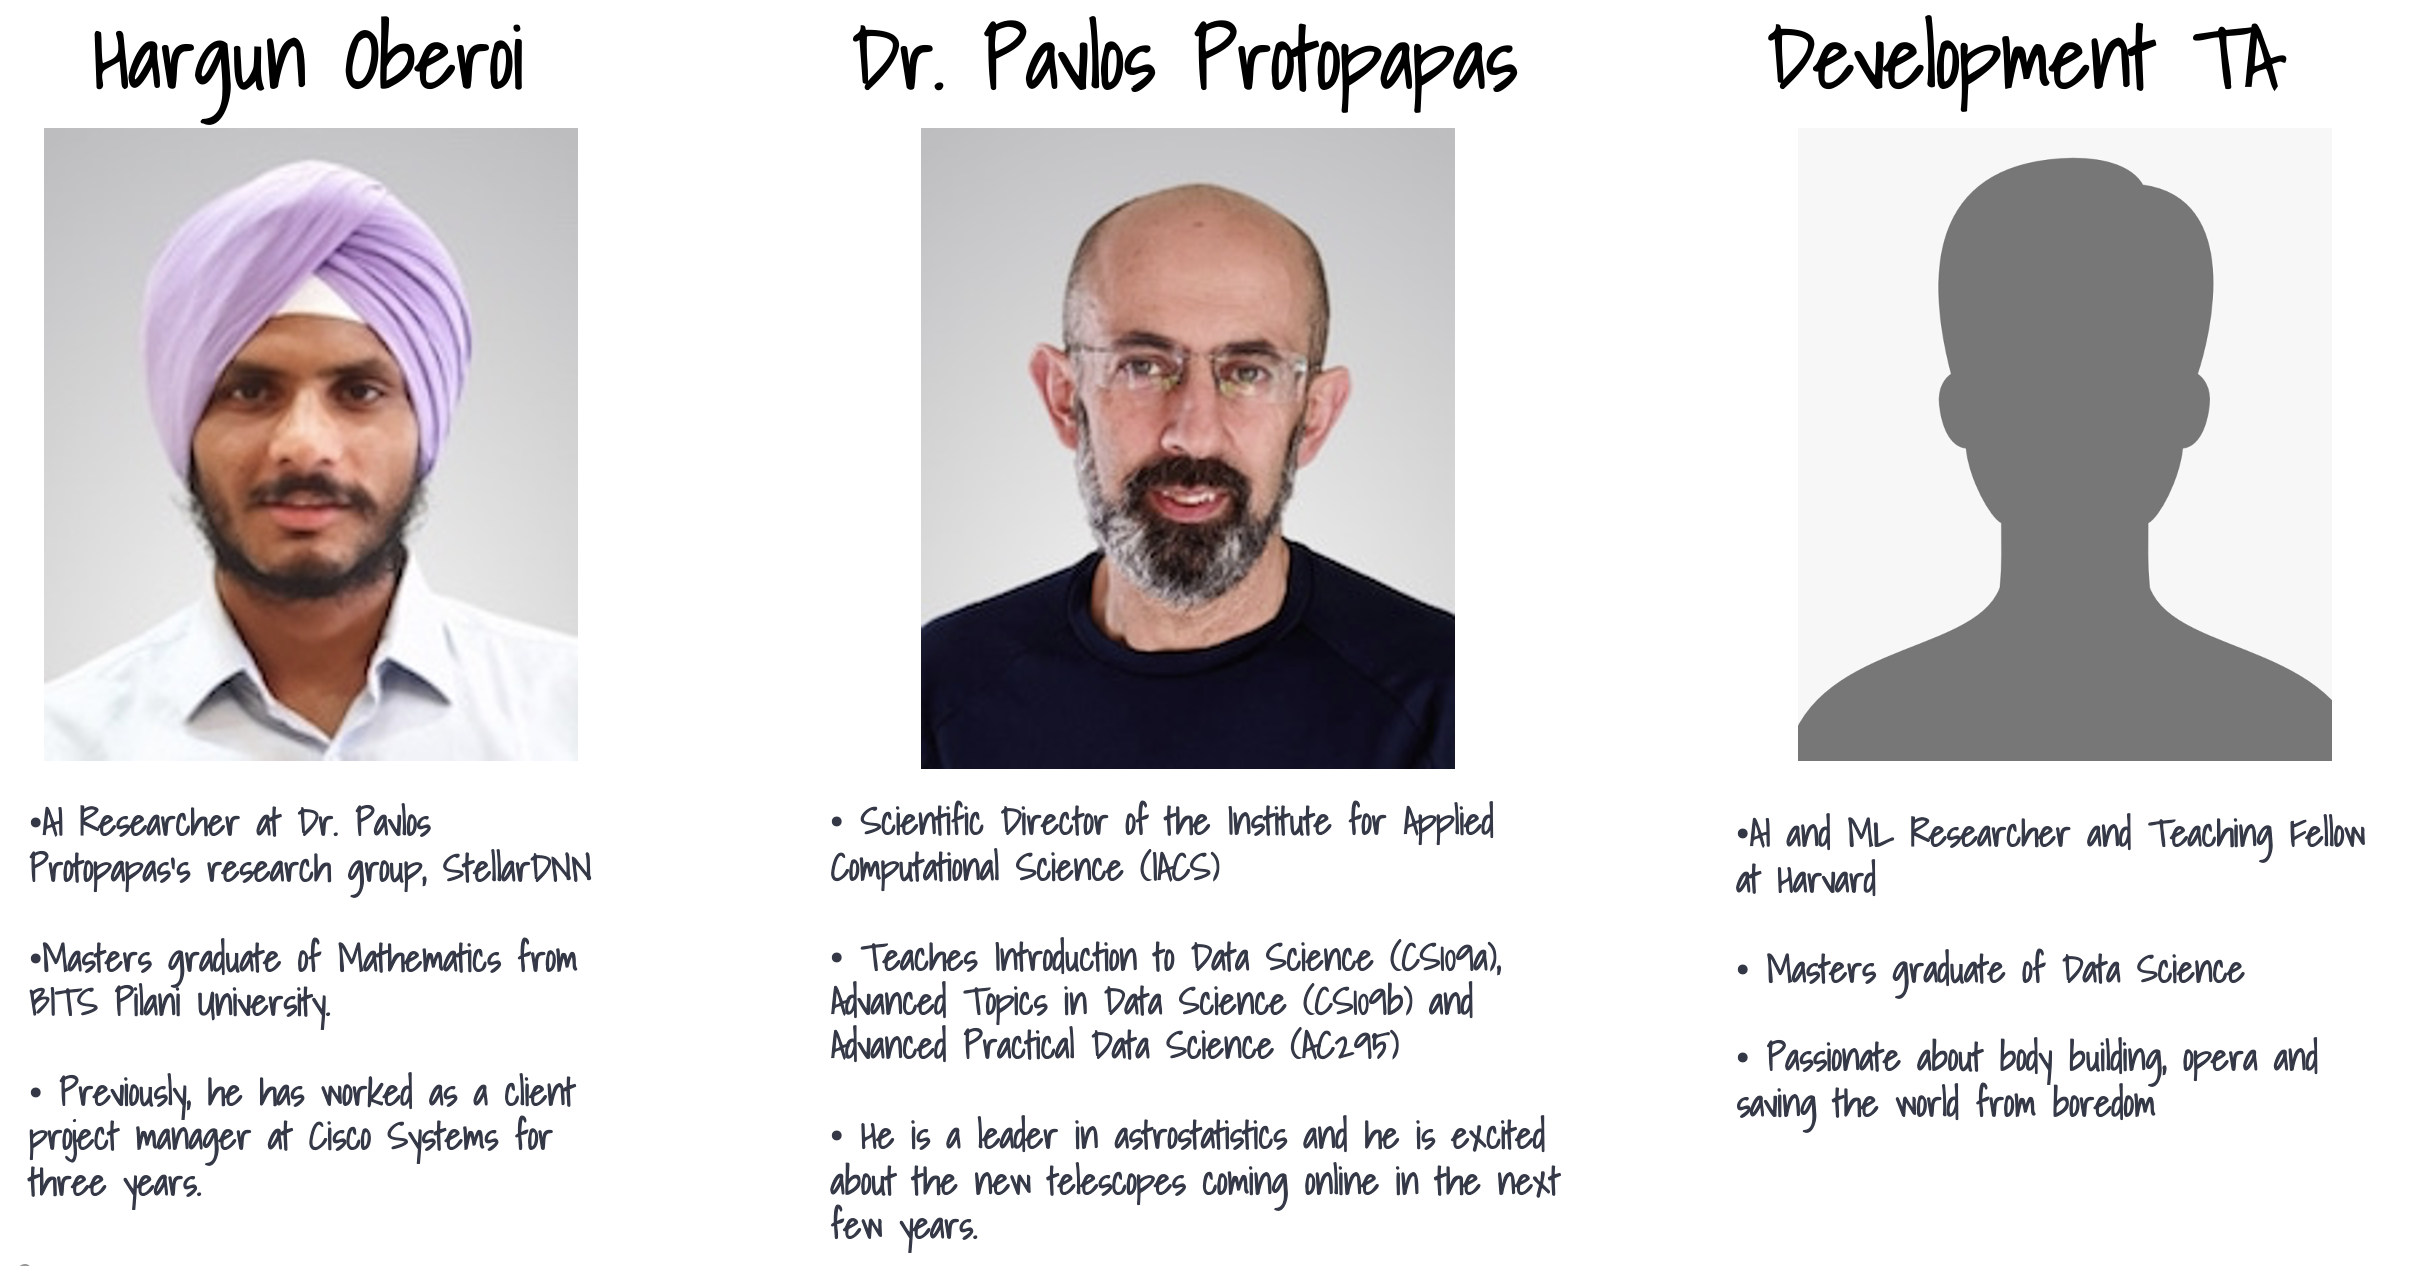 Hargun Oberoi
•AI Researcher at Dr. Pavlos
Protopapas's research group, StellarDNN
•Masters graduate of Mathematics from
BITS Pilani University.
• Previously, he has worked as a client
project manager at Cisco Systems for
three years.
Dr. Pavlos Protopapas
• Scientific Director of the Institute for Applied
Computational Science (IACS)
• Teaches Introduction to Data Science (CS109a),
Advanced Topics in Data Science (CS109b) and
Advanced Practical Data Science (AC295)
• He is a leader in astrostatistics and he is excited
about the new telescopes coming online in the next
few years.
Development TA
•AI and ML Researcher and Teaching Fellow
at Harvard
• Masters graduate of Data Science
• Passionate about body building, opera and
saving the world from boredom